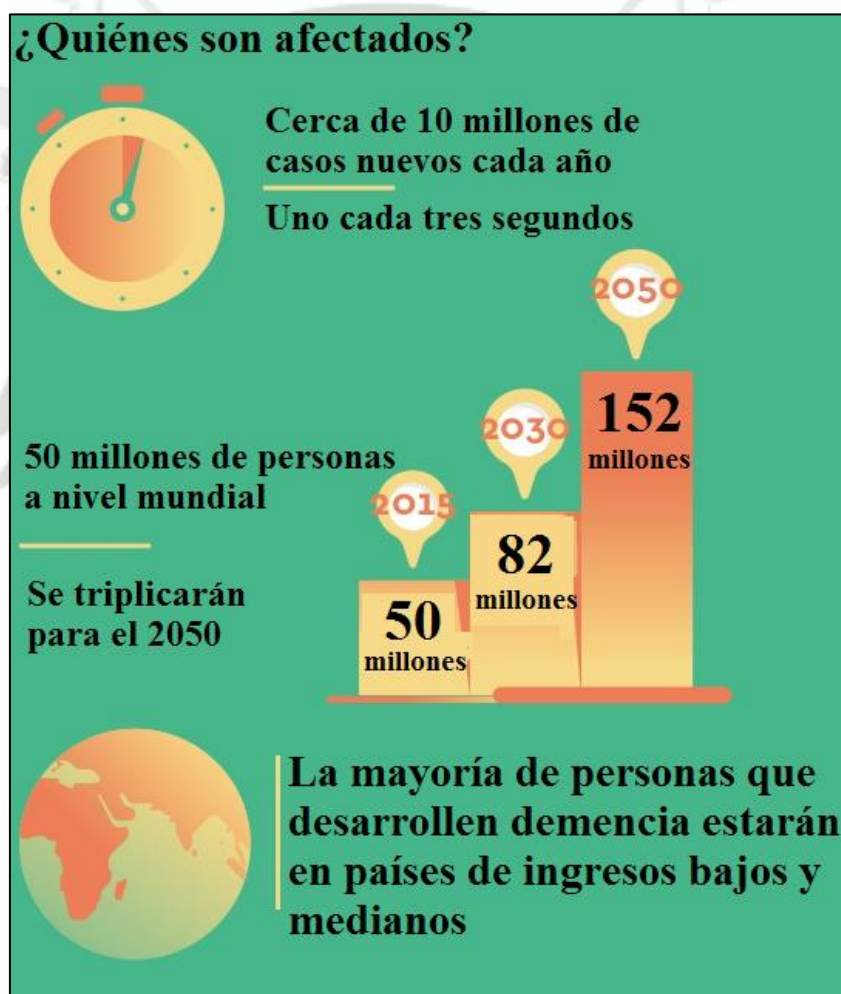 ¿Quiénes son afectados?
Cerca de 10 millones de
casos nuevos cada año
Uno cada tres segundos
2050
152
millones
2030
82
millones
50 millones de personas
a nivel mundial
2015
50
millones
Se triplicarán
para el 2050
La mayoría de personas que
desarrollen demencia estarán
en países de ingresos bajos y
medianos